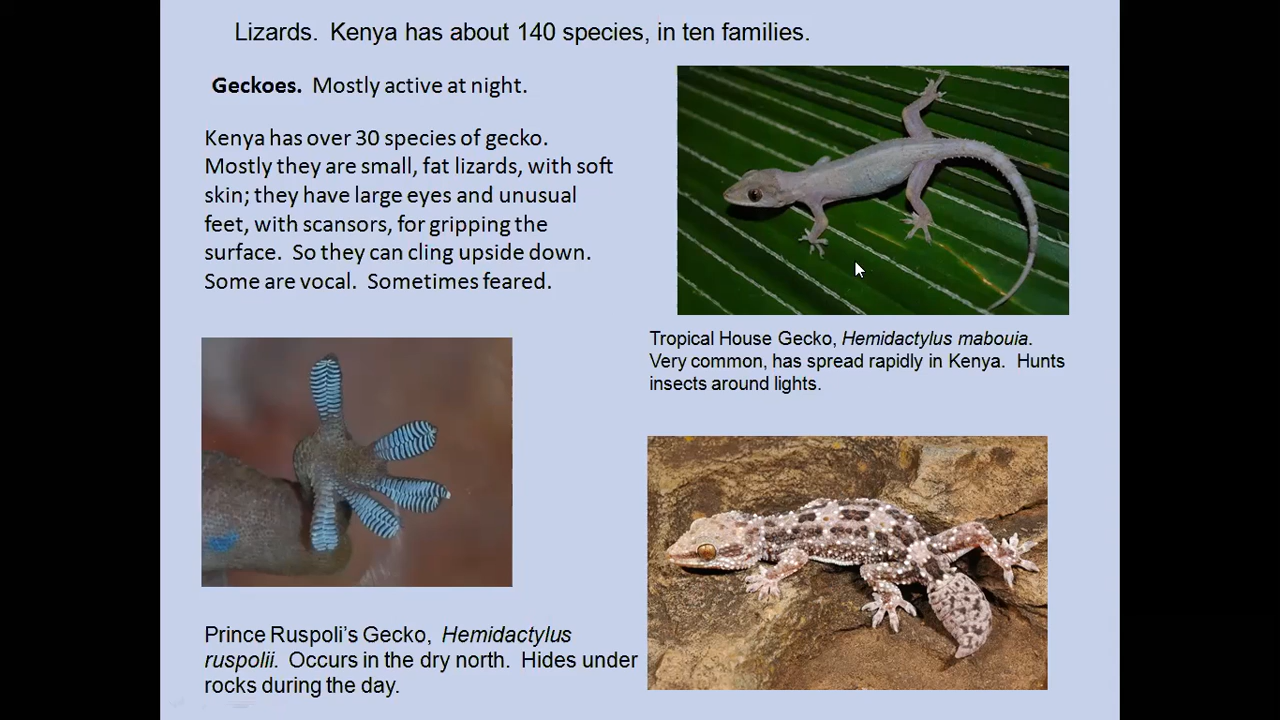 Lizards. Kenya has about 140 species, in ten families.
Geckoes. Mostly active at night.
Kenya has over 30 species of gecko.
Mostly they are small, fat lizards, with soft
skin; they have large eyes and unusual
feet, with scansors, for gripping the
surface. So they can cling upside down.
Some are vocal. Sometimes feared.
Tropical House Gecko, Hemidactylus mabouia.
Very common, has spread rapidly in Kenya. Hunts
insects around lights.
Prince Ruspoli’s Gecko, Hemidactylus
ruspolii. Occurs in the dry north. Hides under
rocks during the day.